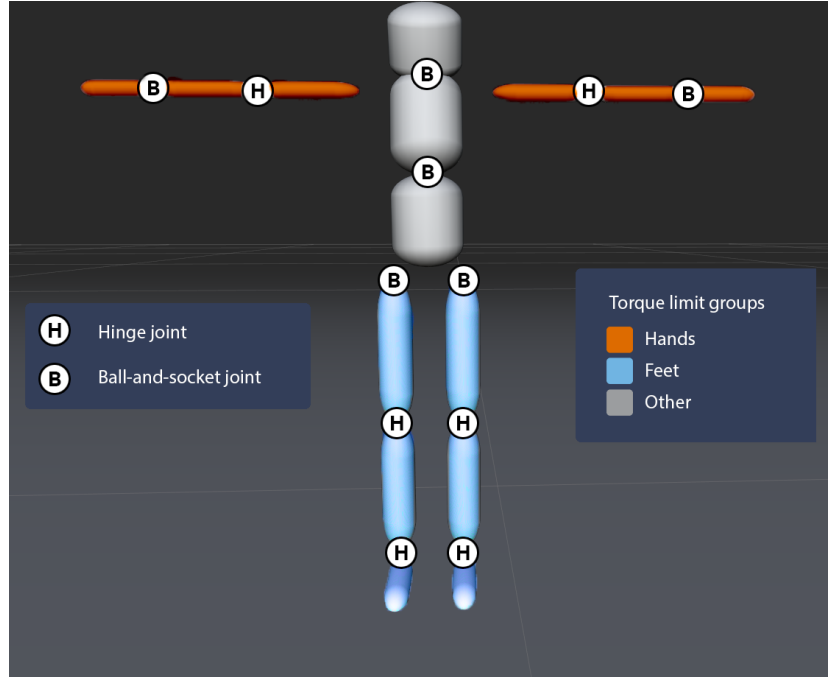 B
B H H B
B
B B
H Hinge joint
B Ball-and-socket joint
Torque limit groups
Hands
Feet
Other
H H
H H